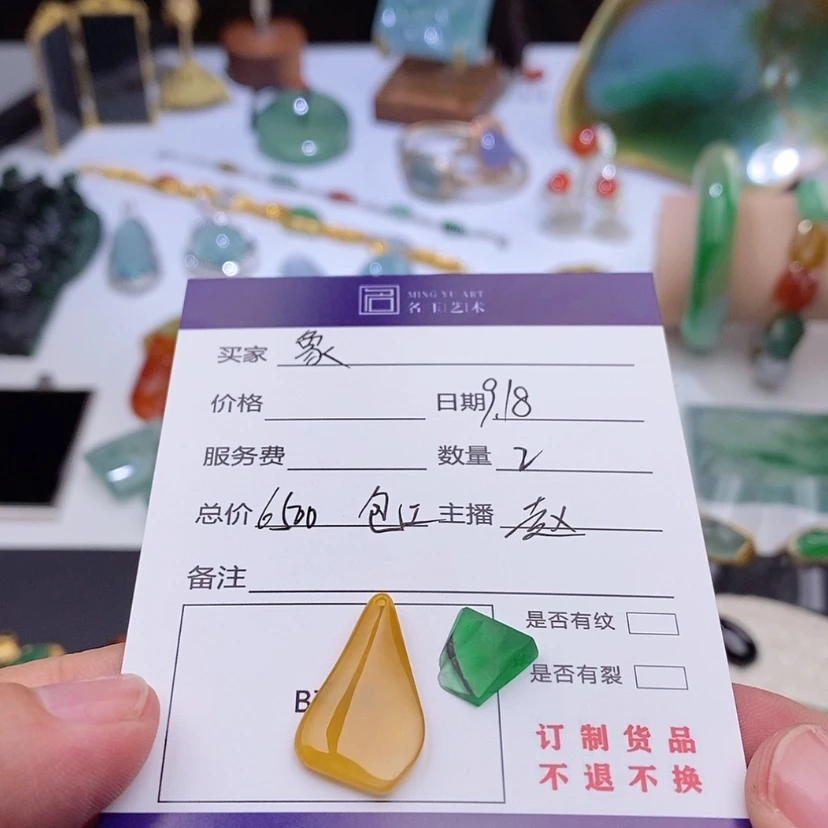 MING YU ART
名玉艺术
买家 象
价格 日期 9.18
服务费 数量 2
总价 6500 包江 主播 赵
备注
是否有纹
是否有裂
订制货品
不退不换